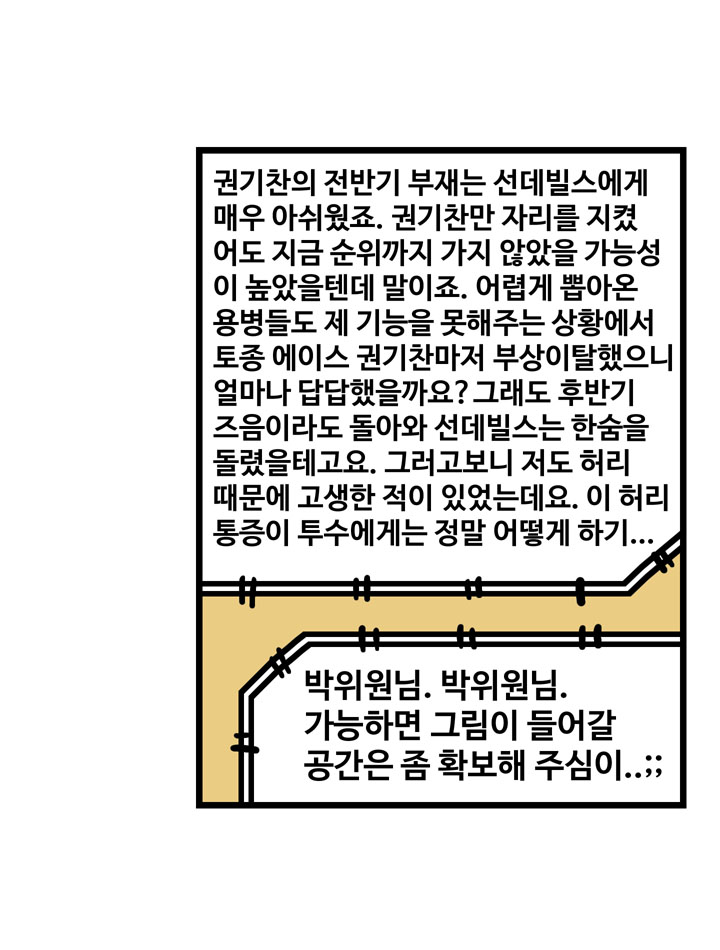 권기찬의 전반기 부재는 선데빌스에게
매우 아쉬웠죠. 권기찬만 자리를 지켰
어도 지금 순위까지 가지 않았을 가능성
이 높았을텐데 말이죠. 어렵게 뽑아온
용병들도 제 기능을 못해주는 상황에서
토종 에이스 권기찬마저 부상이탈했으니
얼마나 답답했을까요? 그래도 후반기
즈음이라도 돌아와 선데빌스는 한숨을
돌렸을테고요. 그러고보니 저도 허리
때문에 고생한 적이 있었는데요. 이 허리
통증이 투수에게는 정말 어떻게 하기...
박위원님. 박위원님.
가능하면 그림이 들어갈
공간은 좀 확보해 주심이..;;